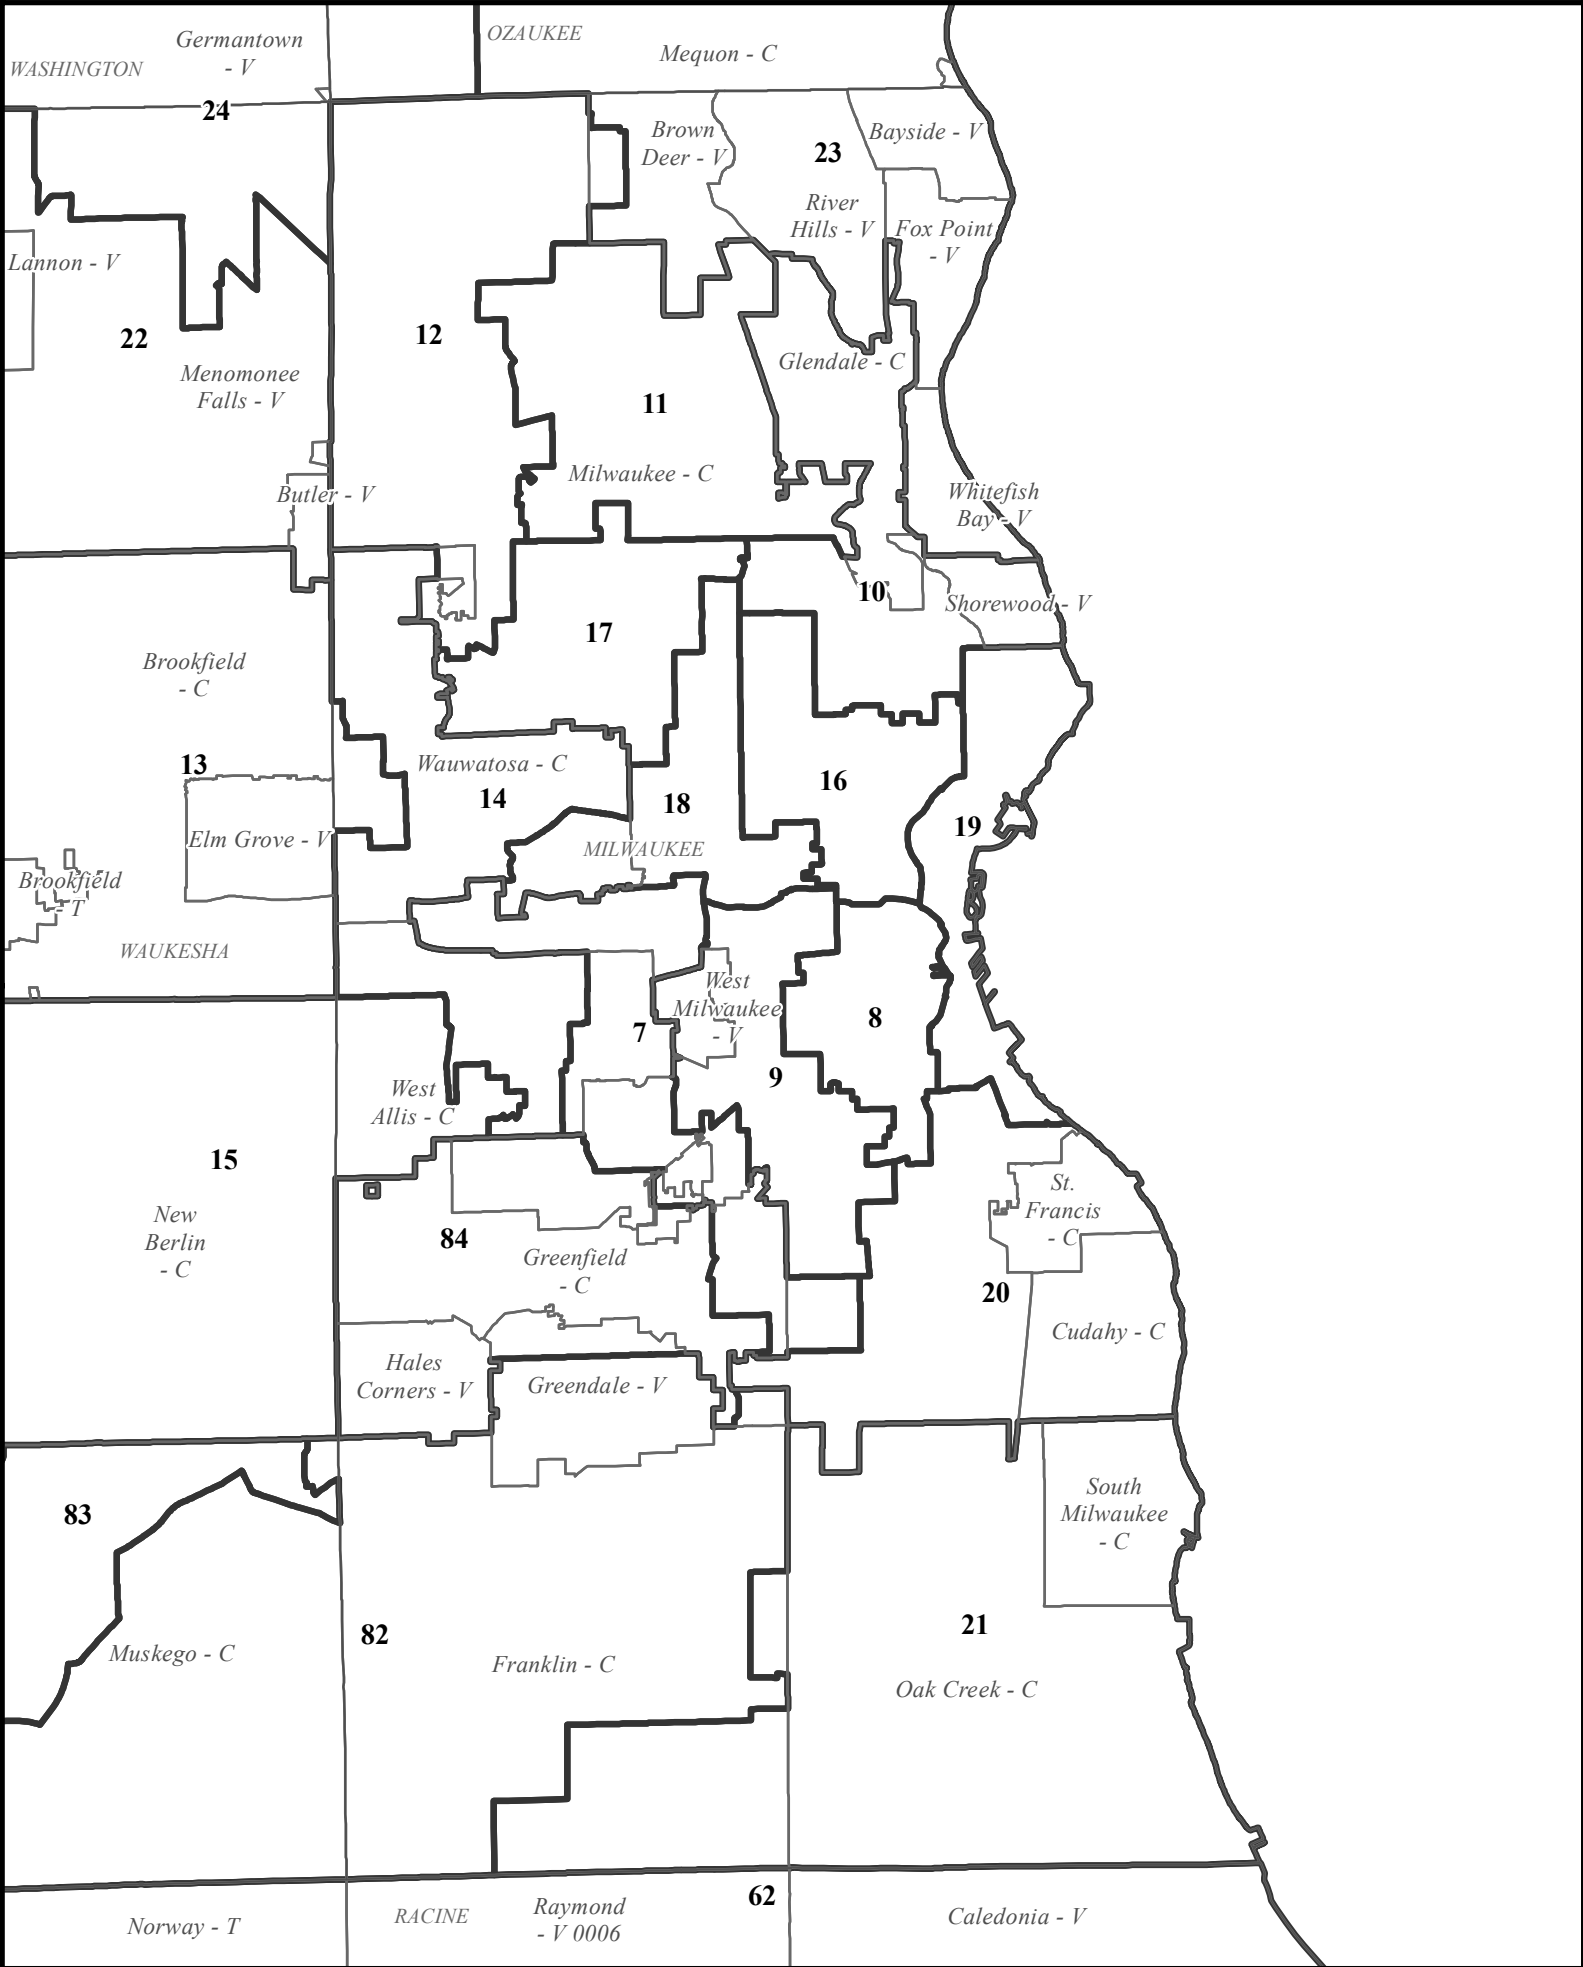 Germantown
- V
OZAUKEE
Mequon - C
WASHINGTON
24
Brown
Deer - V
23
Bayside - V
River
Hills - V
Fox Point
- V
Lannon - V
22
12
Menomonee
Falls - V
Glendale - C
11
Milwaukee - C
Butler - V
Whitefish
Bay - V
10
Shorewood - V
17
Brookfield
- C
13
Wauwatosa - C
14
18
16
19
Elm Grove - V
MILWAUKEE
Brookfield
- T
WAUKESHA
West
Milwaukee
- V
7
8
9
West
Allis - C
15
St.
Francis
- C
New
Berlin
- C
84
Greenfield
- C
20
Cudahy - C
Hales
Corners - V
Greendale - V
83
South
Milwaukee
- C
82
21
Muskego - C
Franklin - C
Oak Creek - C
62
Norway - T
RACINE
Raymond
- V 0006
Caledonia - V